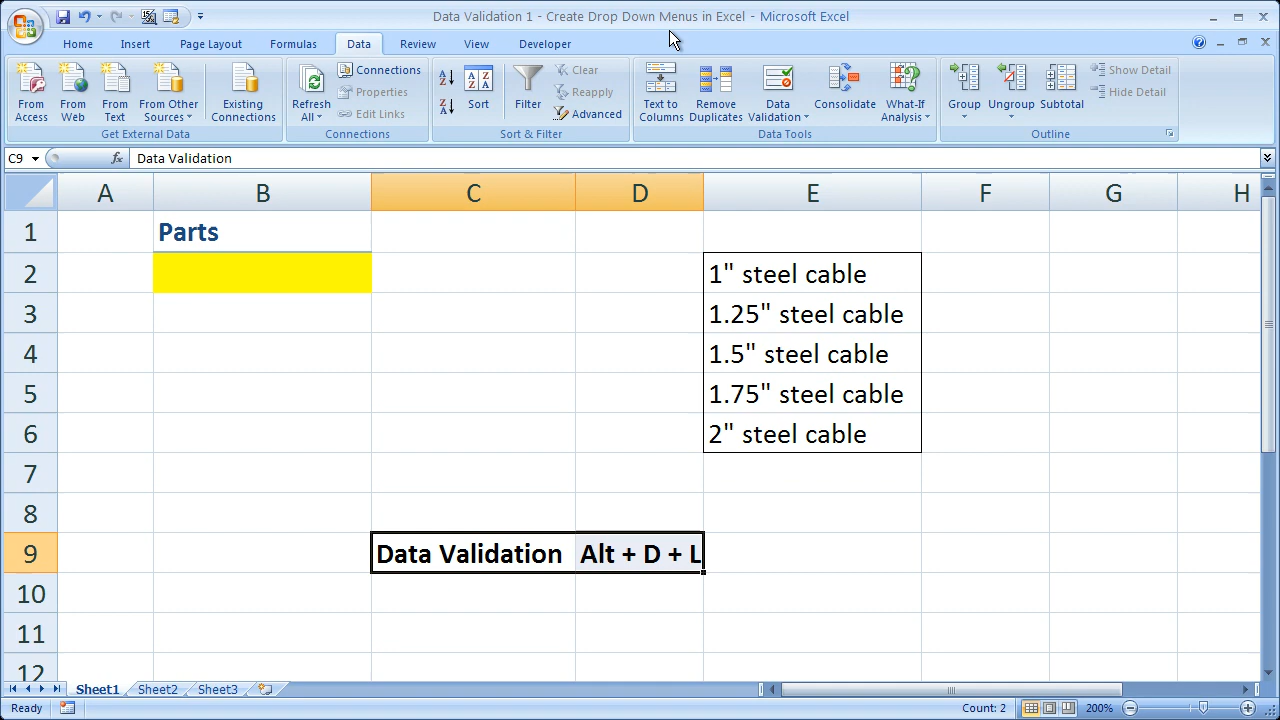 Data Validation 1 - Create Drop Down Menus in Excel - Microsoft Excel
Home Insert Page Layout Formulas Data Review View Developer
From Access
From Web
From Text
From Other Sources
Existing Connections
Get External Data
Refresh All
Connections
Properties
Edit Links
Connections
Sort
Filter
Clear
Reapply
Advanced
Sort & Filter
Text to Columns
Remove Duplicates
Data Validation
Consolidate
What-If Analysis
Data Tools
Group
Ungroup
Subtotal
Show Detail
Hide Detail
Outline
C9 fx Data Validation
A B C D E F G H
1 Parts
2 1" steel cable
3 1.25" steel cable
4 1.5" steel cable
5 1.75" steel cable
6 2" steel cable
7
8
9 Data Validation Alt + D + L
10
11
12
Sheet1 Sheet2 Sheet3
Ready Count: 2 200%